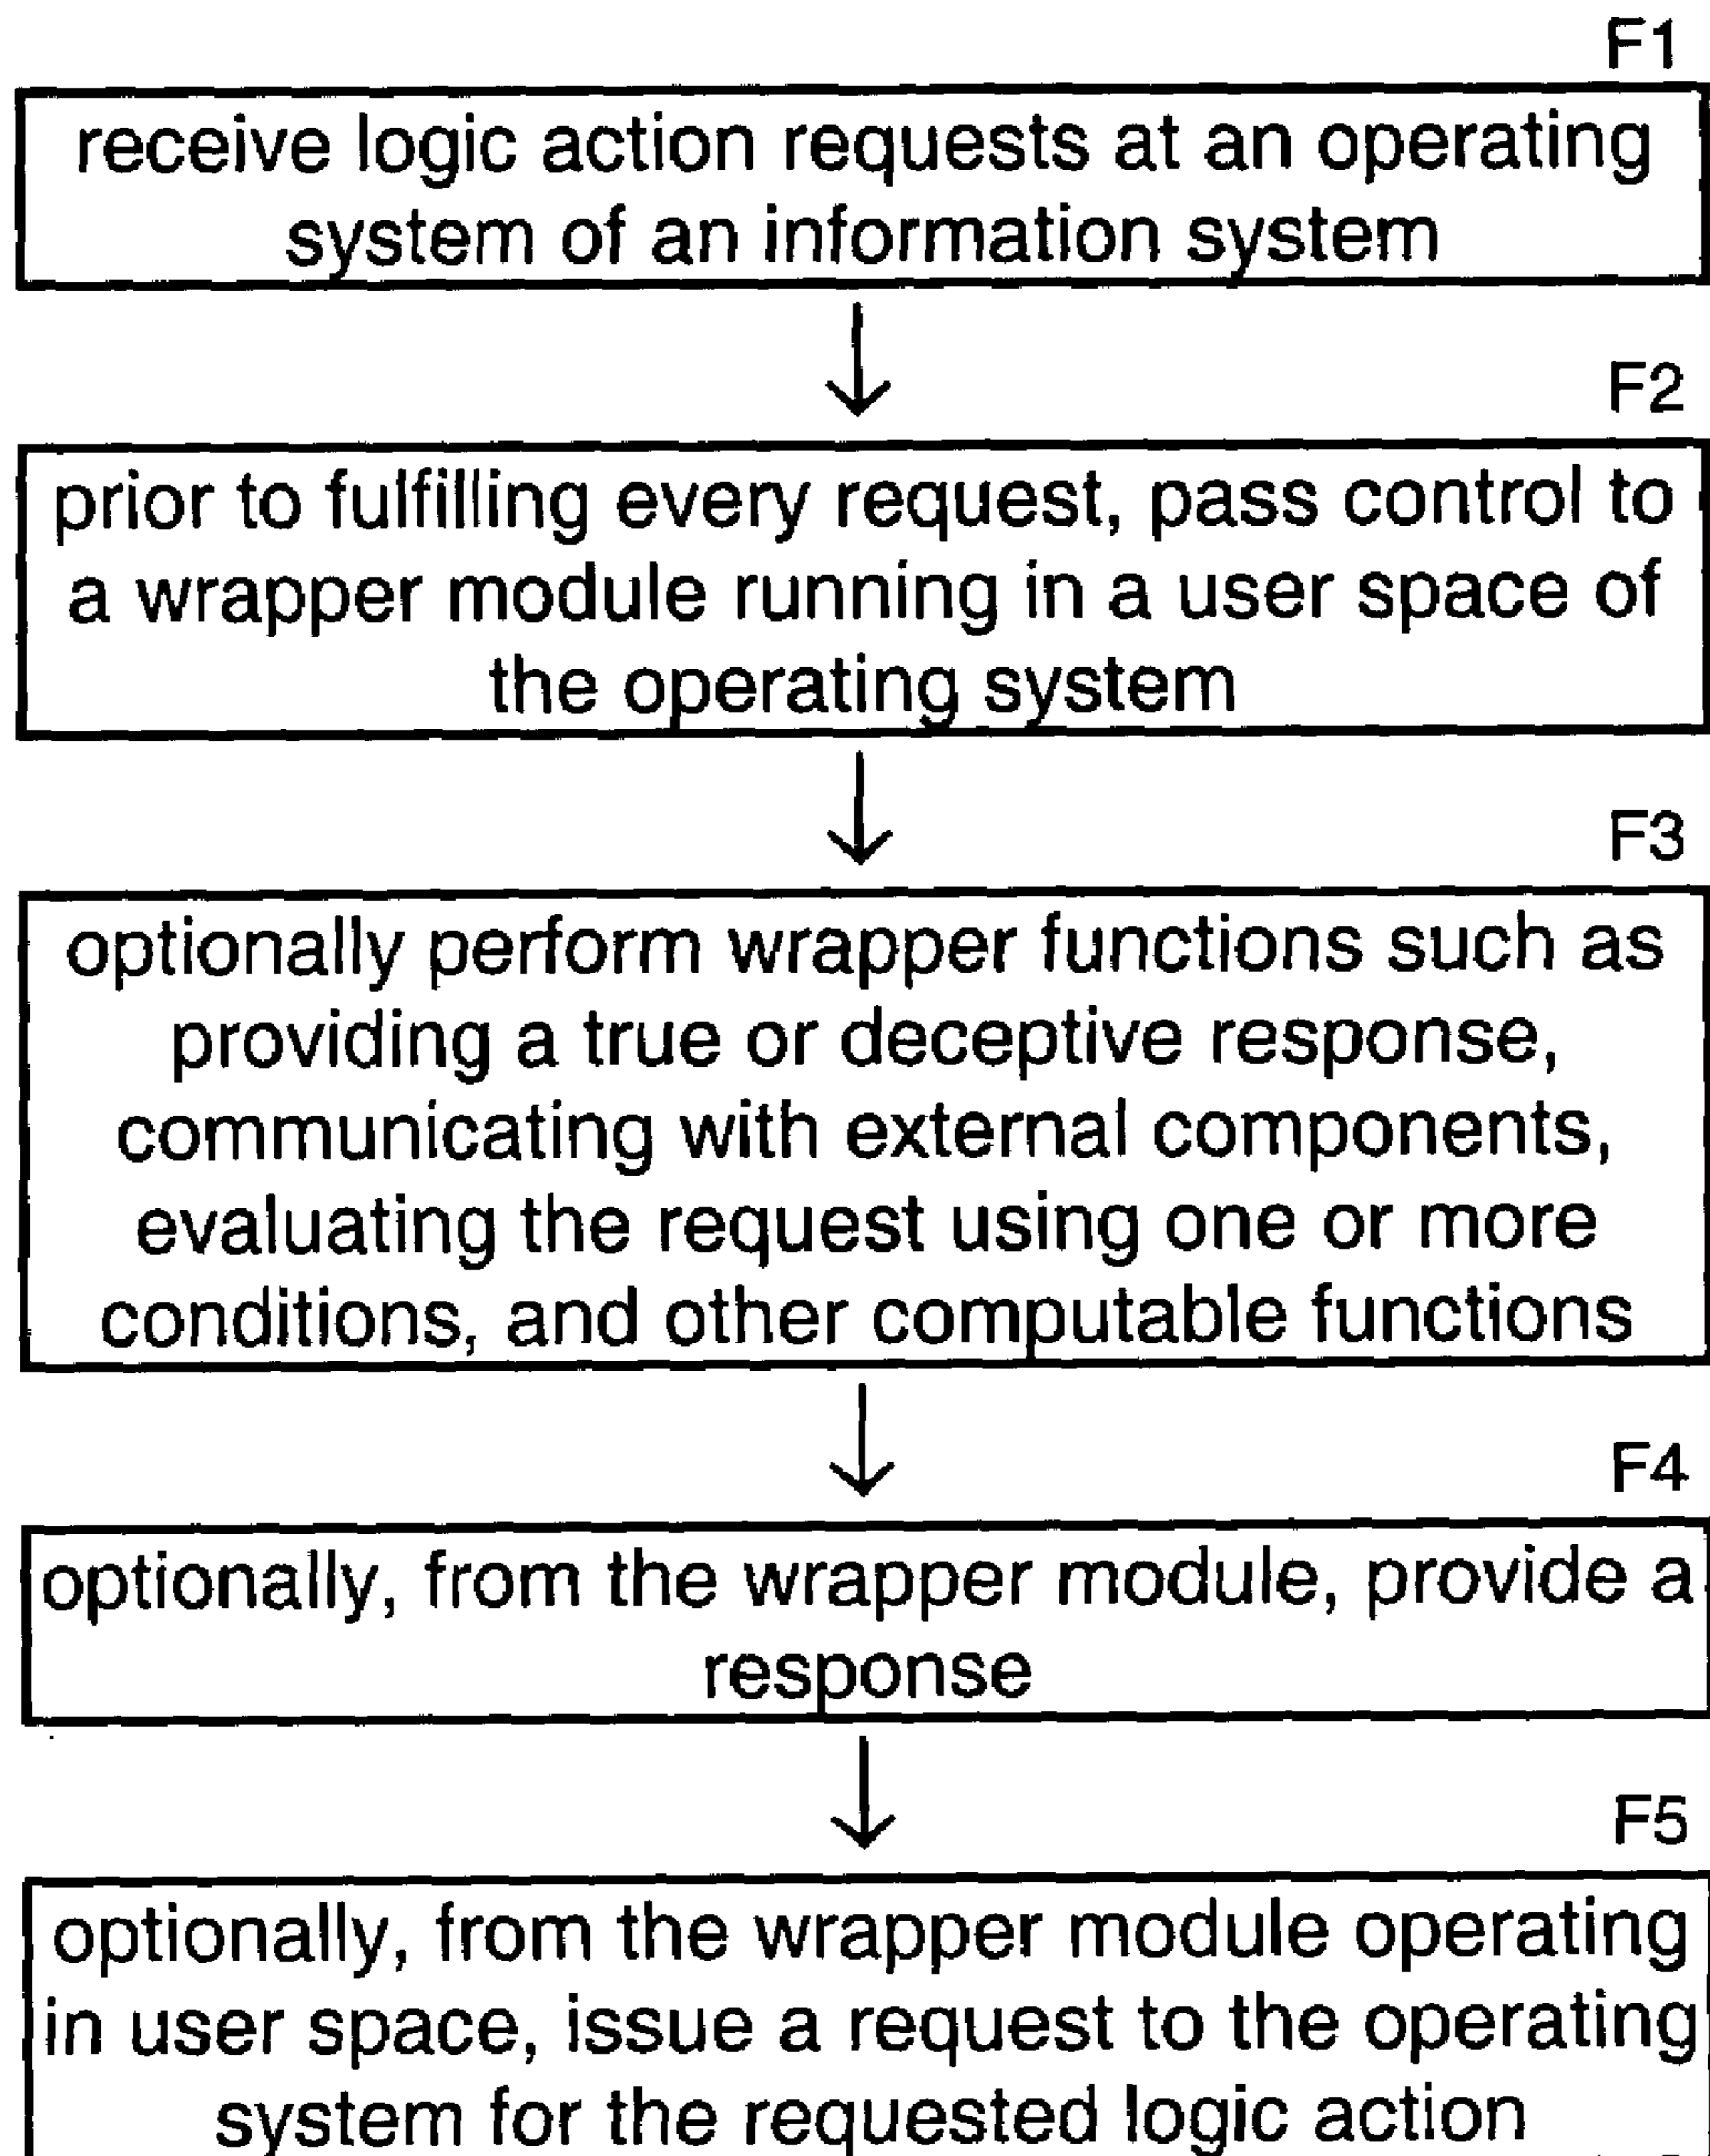 F1
receive logic action requests at an operating
system of an information system
F2
prior to fulfilling every request, pass control to
a wrapper module running in a user space of
the operating system
F3
optionally perform wrapper functions such as
providing a true or deceptive response,
communicating with external components,
evaluating the request using one or more
conditions, and other computable functions
F4
optionally, from the wrapper module, provide a
response
F5
optionally, from the wrapper module operating
in user space, issue a request to the operating
system for the requested logic action